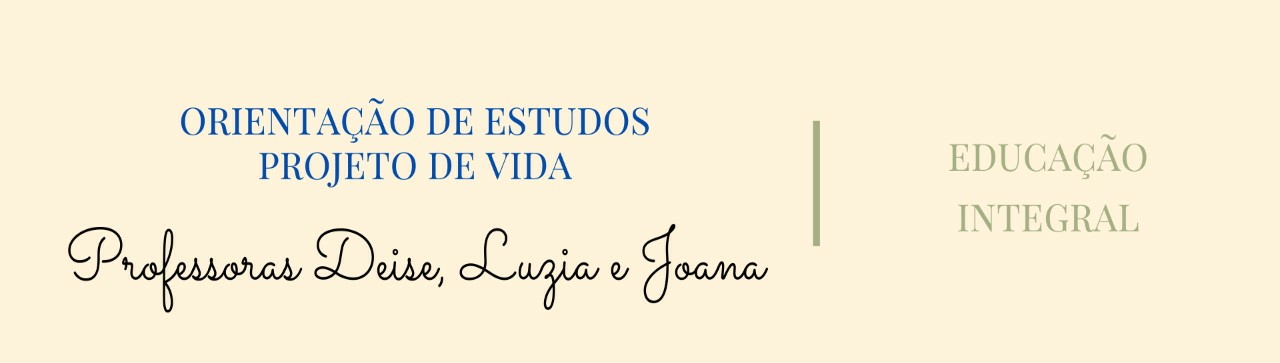 ORIENTAÇÃO DE ESTUDOS
PROJETO DE VIDA
Professoras Deise, Luzia e Joana
EDUCAÇÃO
INTEGRAL